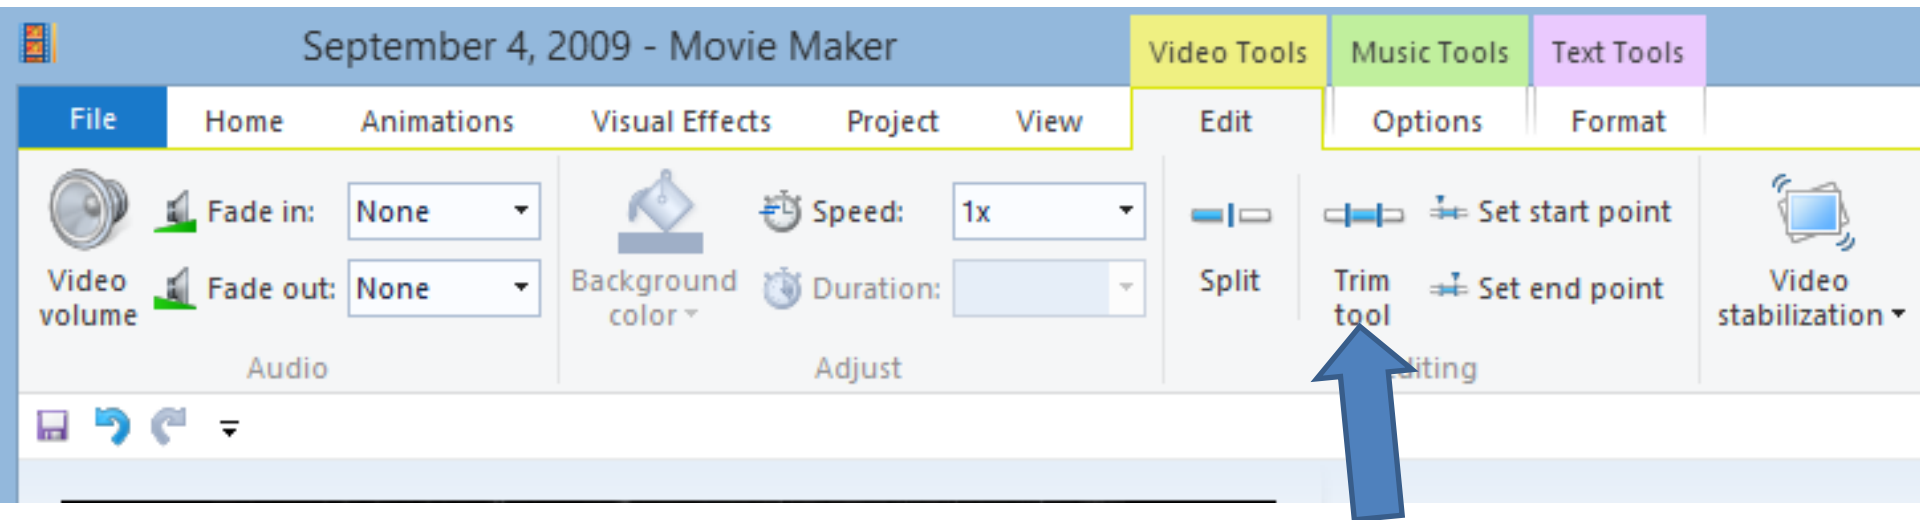 September 4, 2009 - Movie Maker
Video Tools
Music Tools
Text Tools
File
Home
Animations
Visual Effects
Project
View
Edit
Options
Format
Video
volume
Fade in:
None
Fade out:
None
Audio
Background
color
Speed:
1x
Duration:
Adjust
Split
Trim
tool
Set start point
Set end point
Video
stabilization